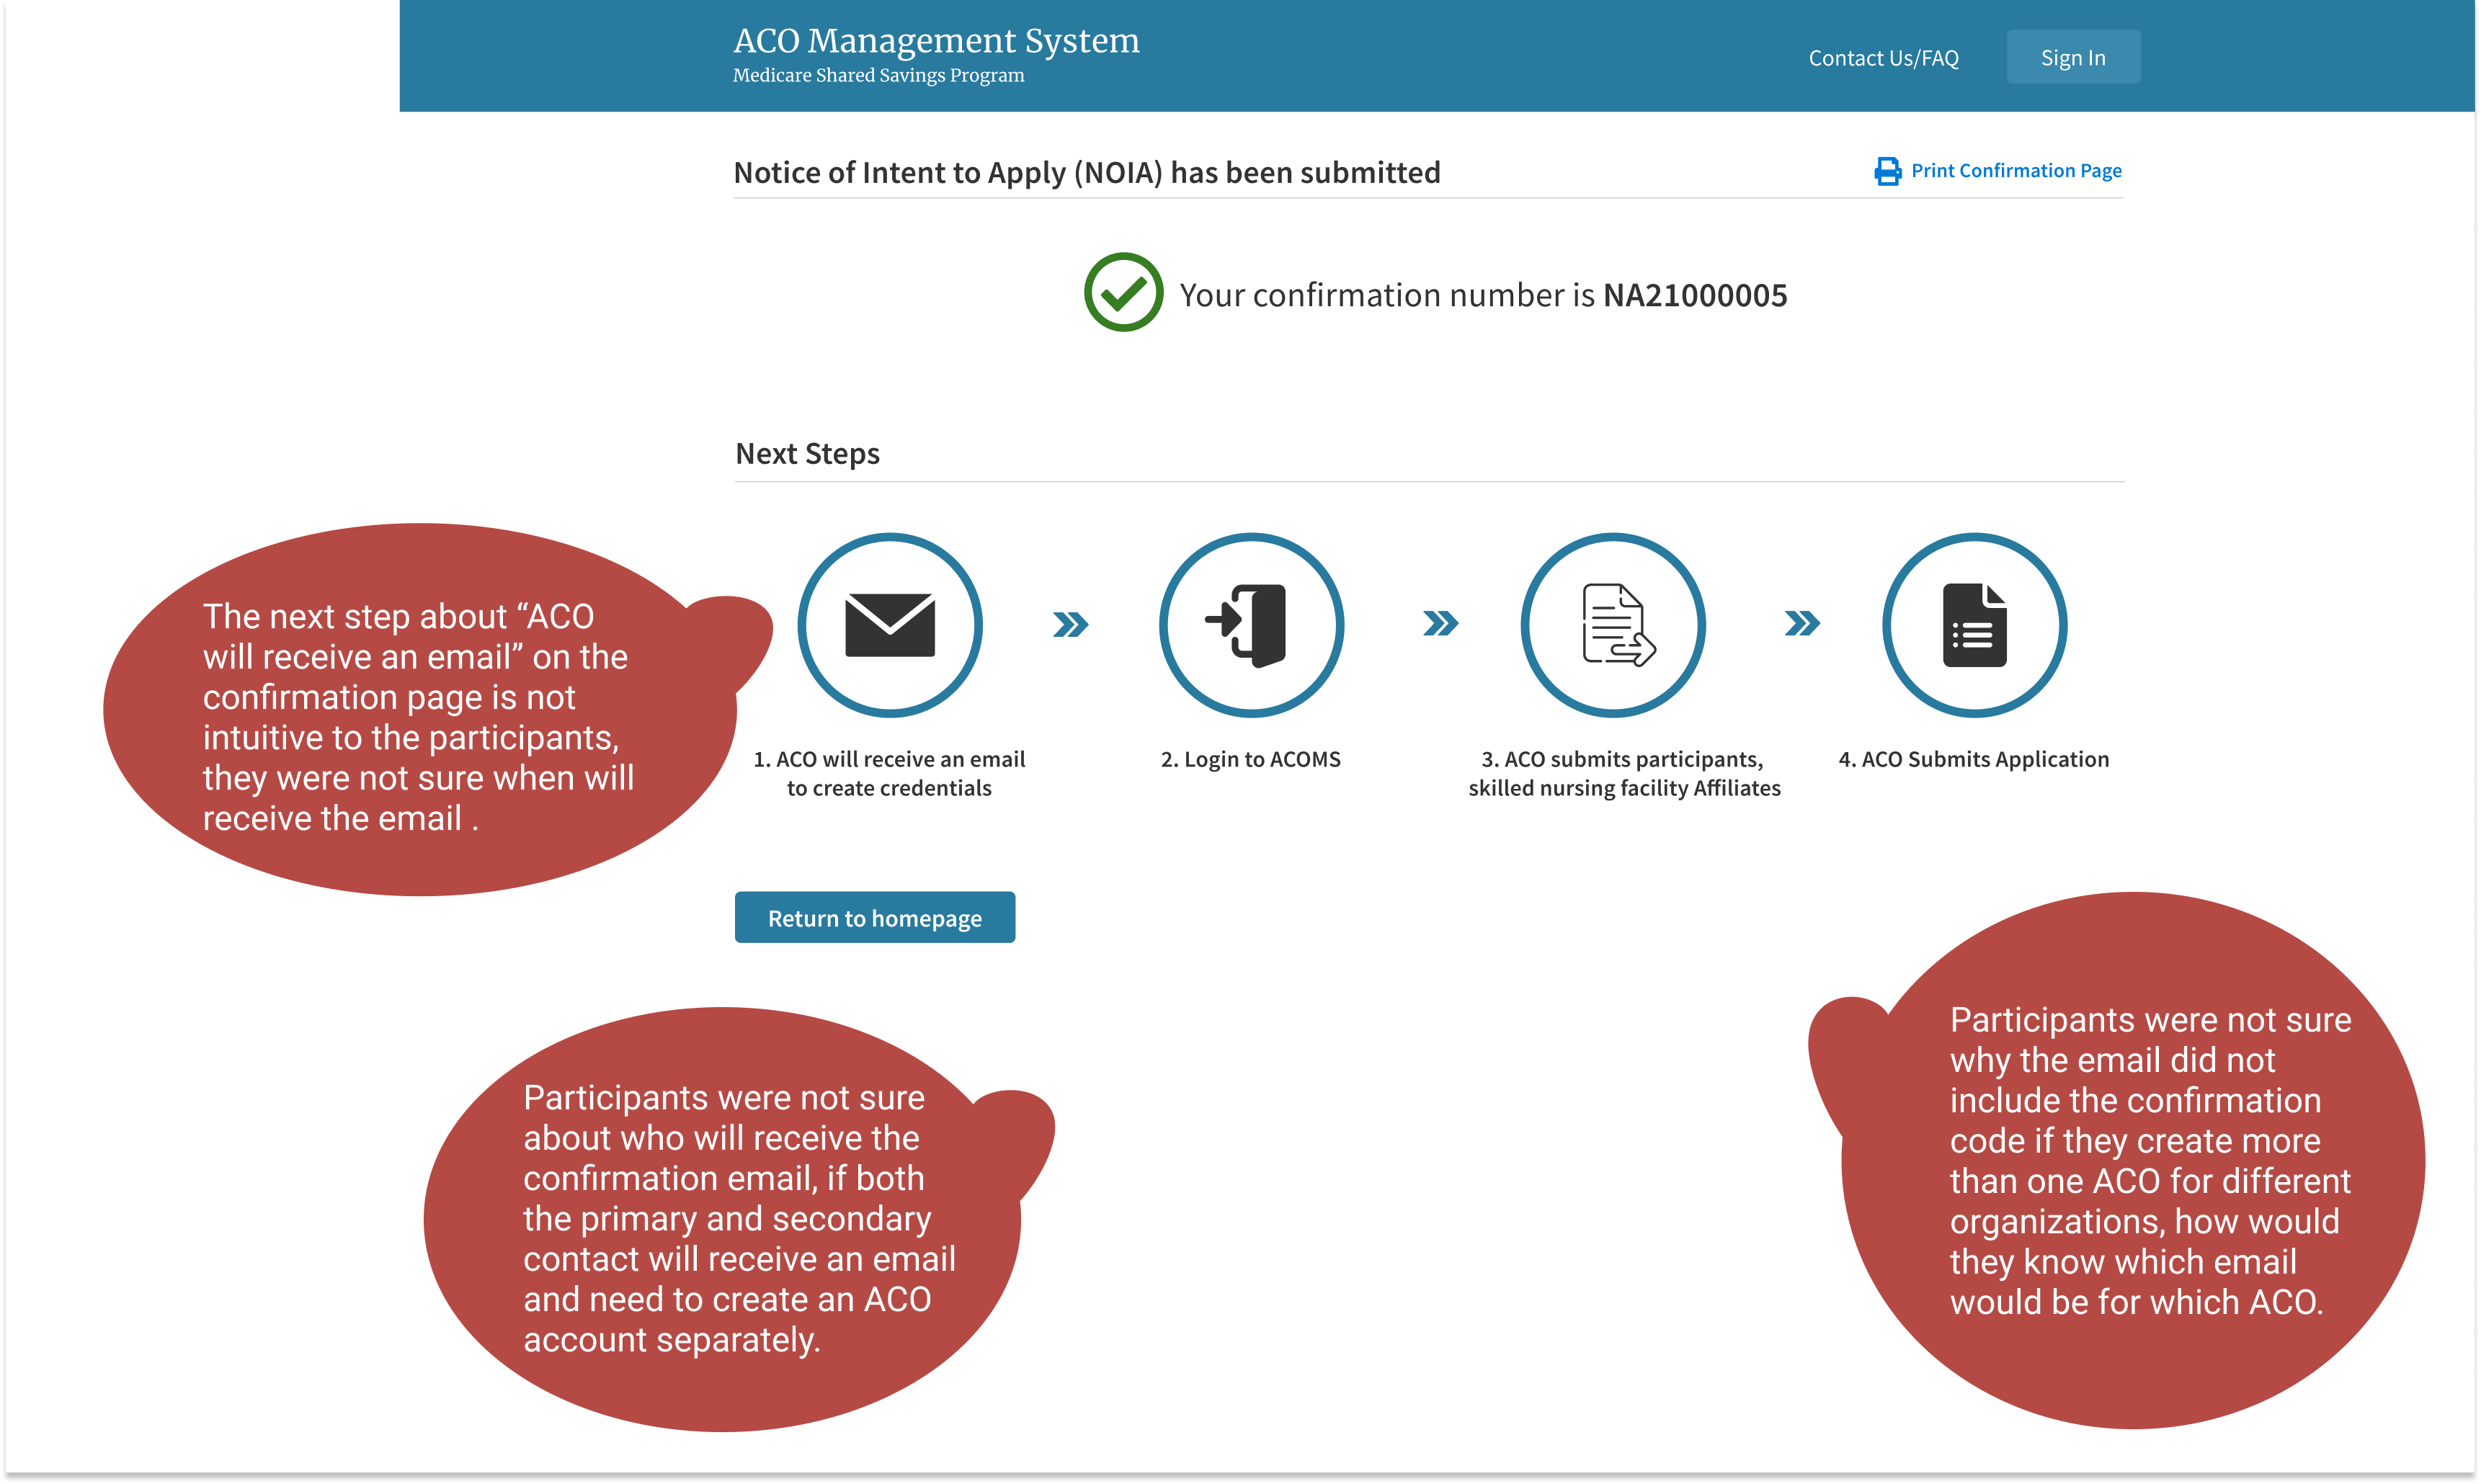 ACO Management System
Medicare Shared Savings Program
Contact Us/FAQ
Sign In
Notice of Intent to Apply (NOIA) has been submitted
Print Confirmation Page
Your confirmation number is NA21000005
Next Steps
1. ACO will receive an email
to create credentials
2. Login to ACOMS
3. ACO submits participants,
skilled nursing facility Affiliates
4. ACO Submits Application
The next step about “ACO
will receive an email” on the
confirmation page is not
intuitive to the participants,
they were not sure when will
receive the email .
Return to homepage
Participants were not sure
about who will receive the
confirmation email, if both
the primary and secondary
contact will receive an email
and need to create an ACO
account separately.
Participants were not sure
why the email did not
include the confirmation
code if they create more
than one ACO for different
organizations, how would
they know which email
would be for which ACO.